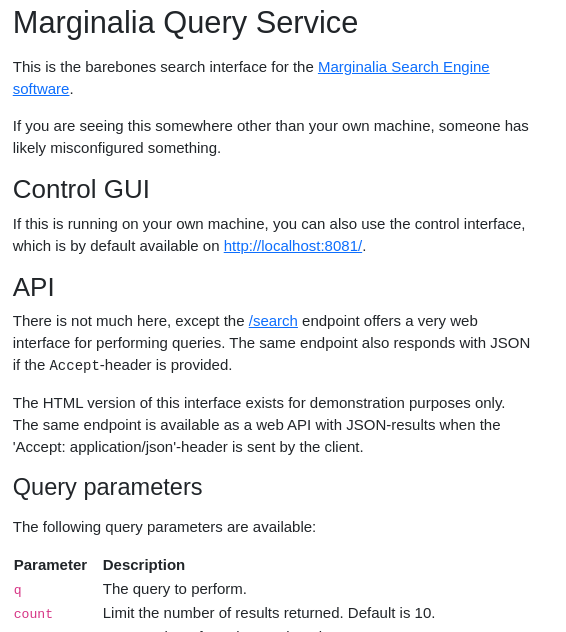 Marginalia Query Service
This is the barebones search interface for the Marginalia Search Engine
software.
If you are seeing this somewhere other than your own machine, someone has
likely misconfigured something.
Control GUI
If this is running on your own machine, you can also use the control interface,
which is by default available on http://localhost:8081/.
API
There is not much here, except the /search endpoint offers a very web
interface for performing queries. The same endpoint also responds with JSON
if the Accept-header is provided.
The HTML version of this interface exists for demonstration purposes only.
The same endpoint is available as a web API with JSON-results when the
'Accept: application/json'-header is sent by the client.
Query parameters
The following query parameters are available:
Parameter Description
q The query to perform.
count Limit the number of results returned. Default is 10.